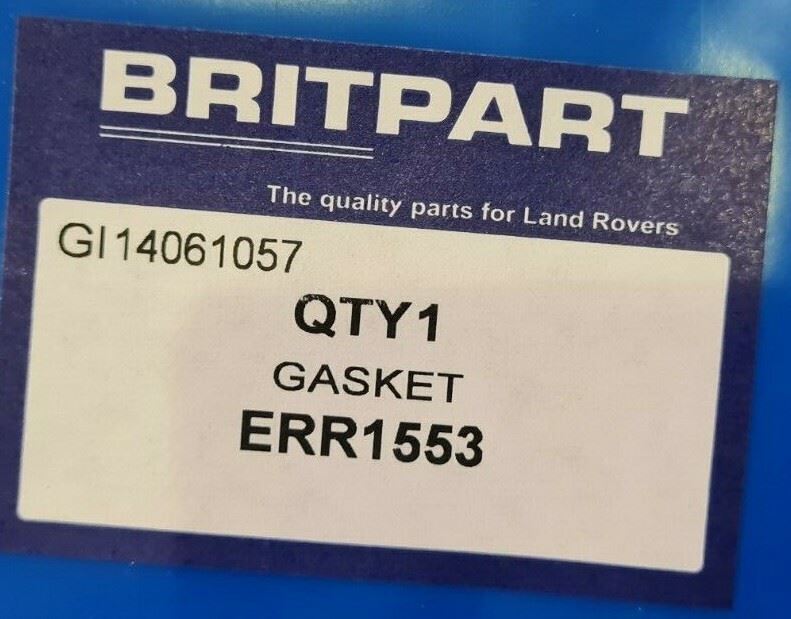 BRITPART
The quality parts for Land Rovers
GI14061057
QTY1
GASKET
ERR1553